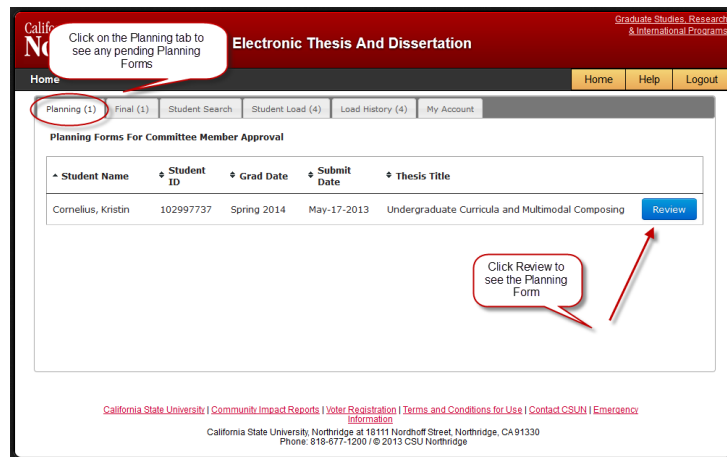 Graduate Studies, Research
& International Programs
Califo
No
Electronic Thesis And Dissertation
Click on the Planning tab to
see any pending Planning
Forms
Home
Home Help Logout
Planning (1) Final (1) Student Search Student Load (4) Load History (4) My Account
Planning Forms For Committee Member Approval
Student Name Student ID Grad Date Submit Date Thesis Title
Cornelius, Kristin 102997737 Spring 2014 May-17-2013 Undergraduate Curricula and Multimodal Composing Review
Click Review to
see the Planning
Form
California State University | Community Impact Reports | Voter Registration | Terms and Conditions for Use | Contact CSUN | Emergency
Information
California State University, Northridge at 18111 Nordhoff Street, Northridge, CA 91330
Phone: 818-677-1200 / © 2013 CSU Northridge